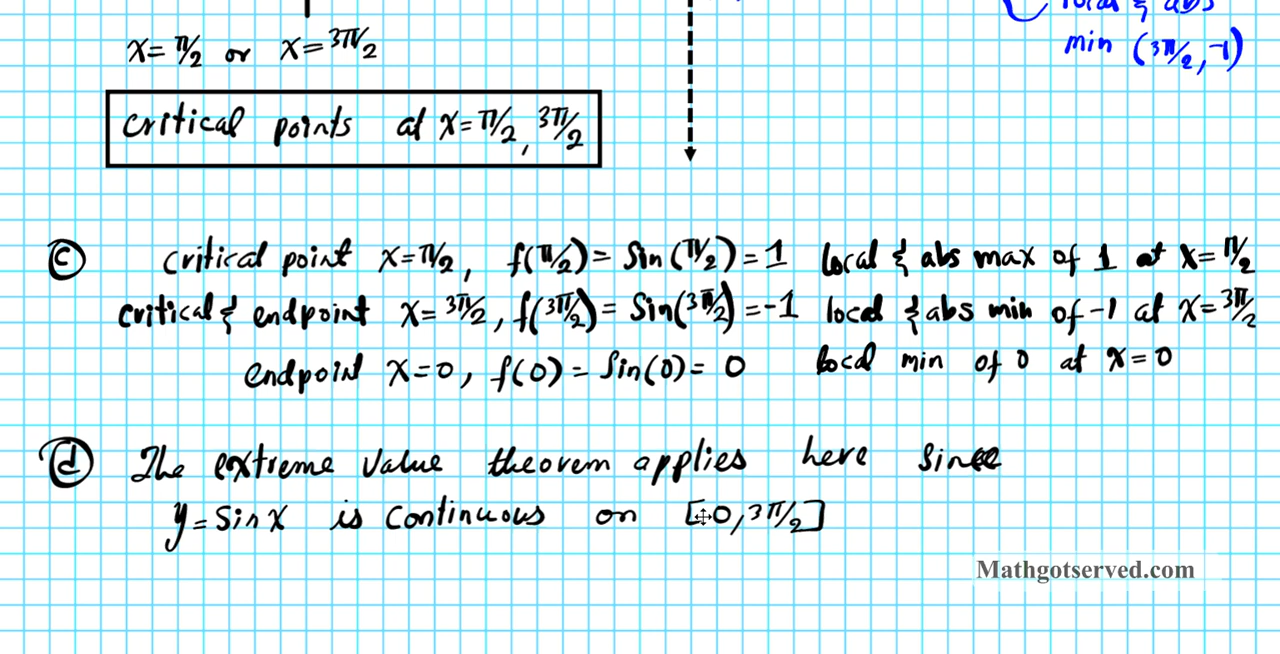 local & abs
min (3π/2, -1)
x = π/2 or x = 3π/2
critical points at x = π/2, 3π/2
c critical point x = π/2, f(π/2) = sin(π/2) = 1 local & abs max of 1 at x = π/2
critical & endpoint x = 3π/2, f(3π/2) = sin(3π/2) = -1 local & abs min of -1 at x = 3π/2
endpoint x = 0, f(0) = sin(0) = 0 local min of 0 at x = 0
d The extreme value theorem applies here since
y = sin x is continuous on [0, 3π/2]
Mathgotserved.com